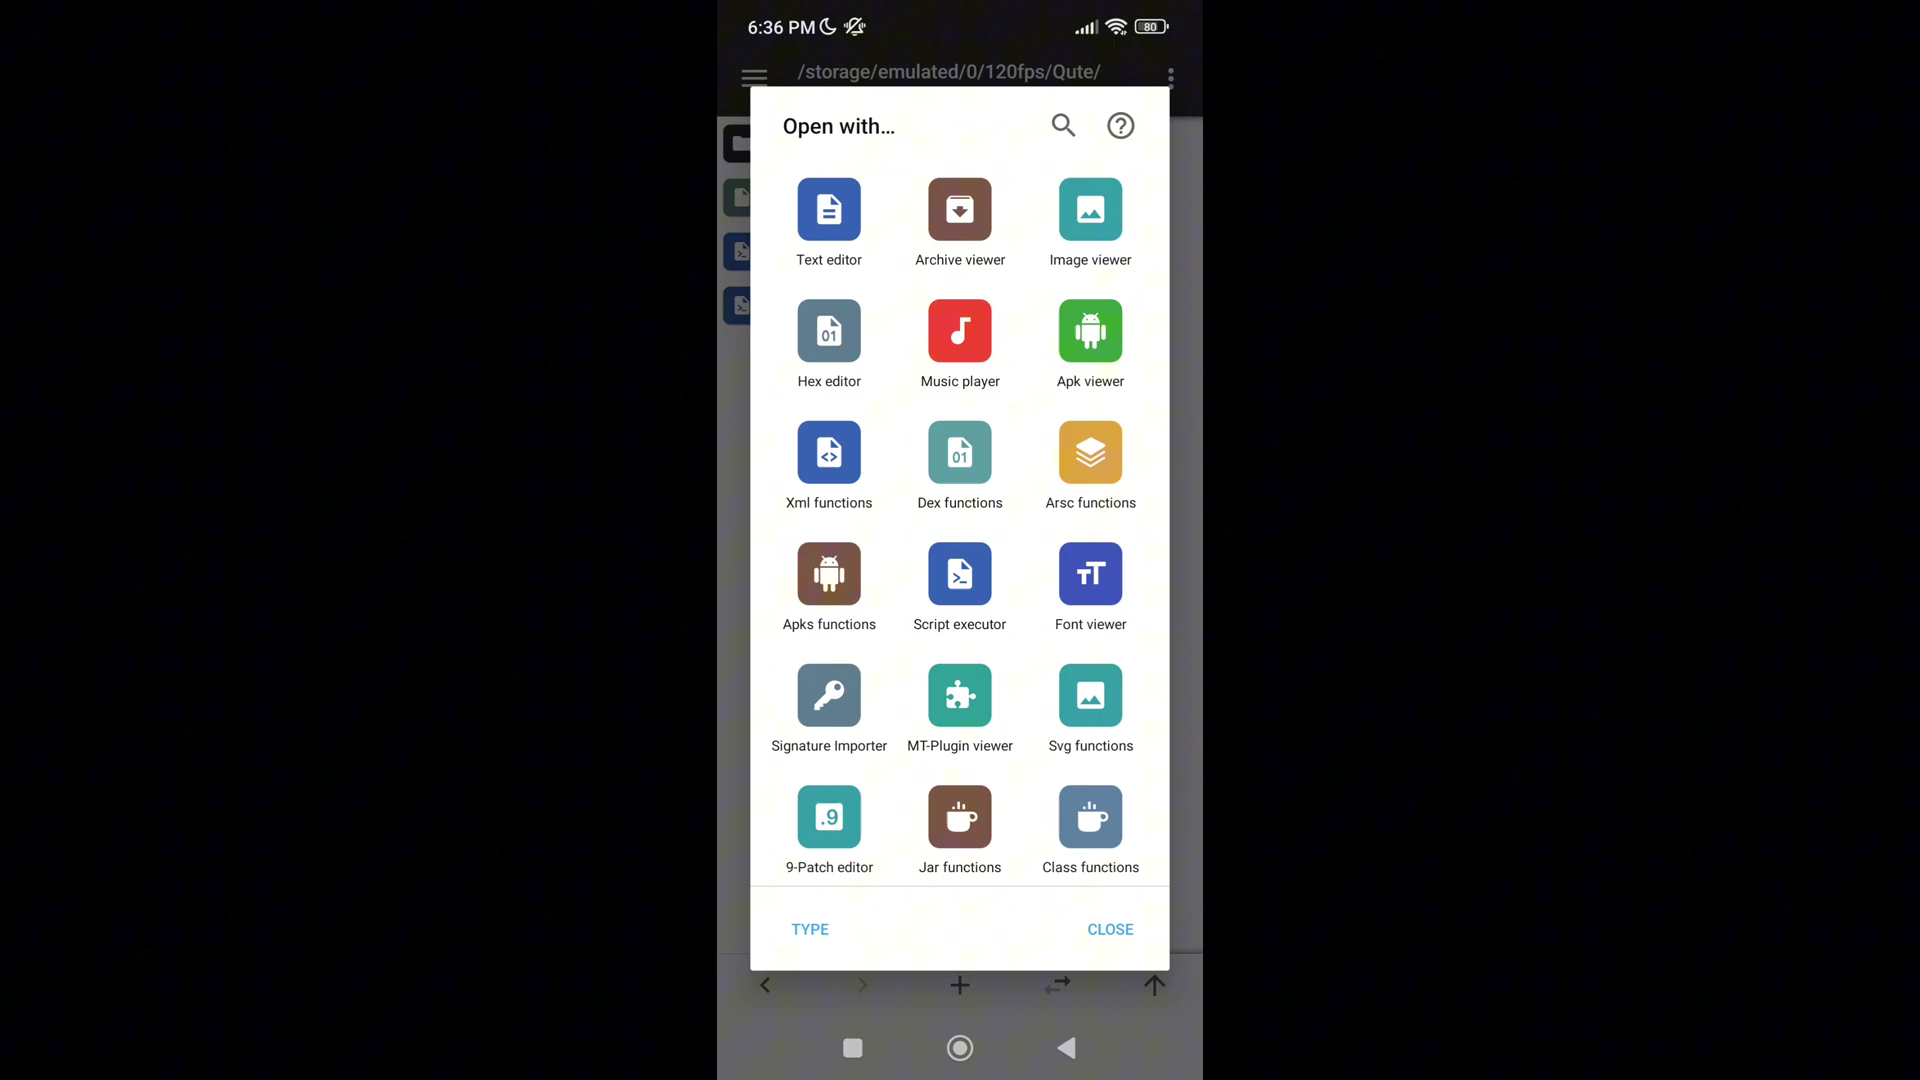 6:36 PM
80
/storage/emulated/0/120fps/Qute/
Open with...
Text editor
Archive viewer
Image viewer
01
Hex editor
Music player
Apk viewer
01
Xml functions
Dex functions
Arsc functions
Apks functions
Script executor
TT
Font viewer
Signature Importer
MT-Plugin viewer
Svg functions
.9
9-Patch editor
Jar functions
Class functions
TYPE
CLOSE